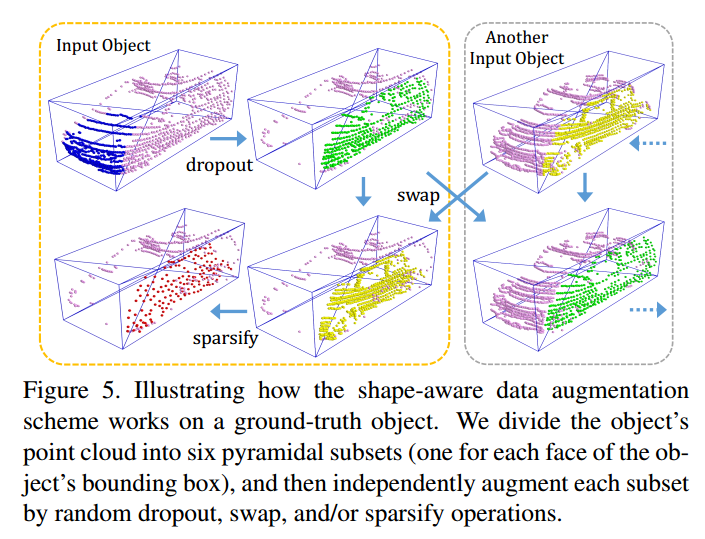 Input Object
Another
Input Object
dropout
swap
sparsify
Figure 5. Illustrating how the shape-aware data augmentation
scheme works on a ground-truth object. We divide the object’s
point cloud into six pyramidal subsets (one for each face of the ob-
ject’s bounding box), and then independently augment each subset
by random dropout, swap, and/or sparsify operations.